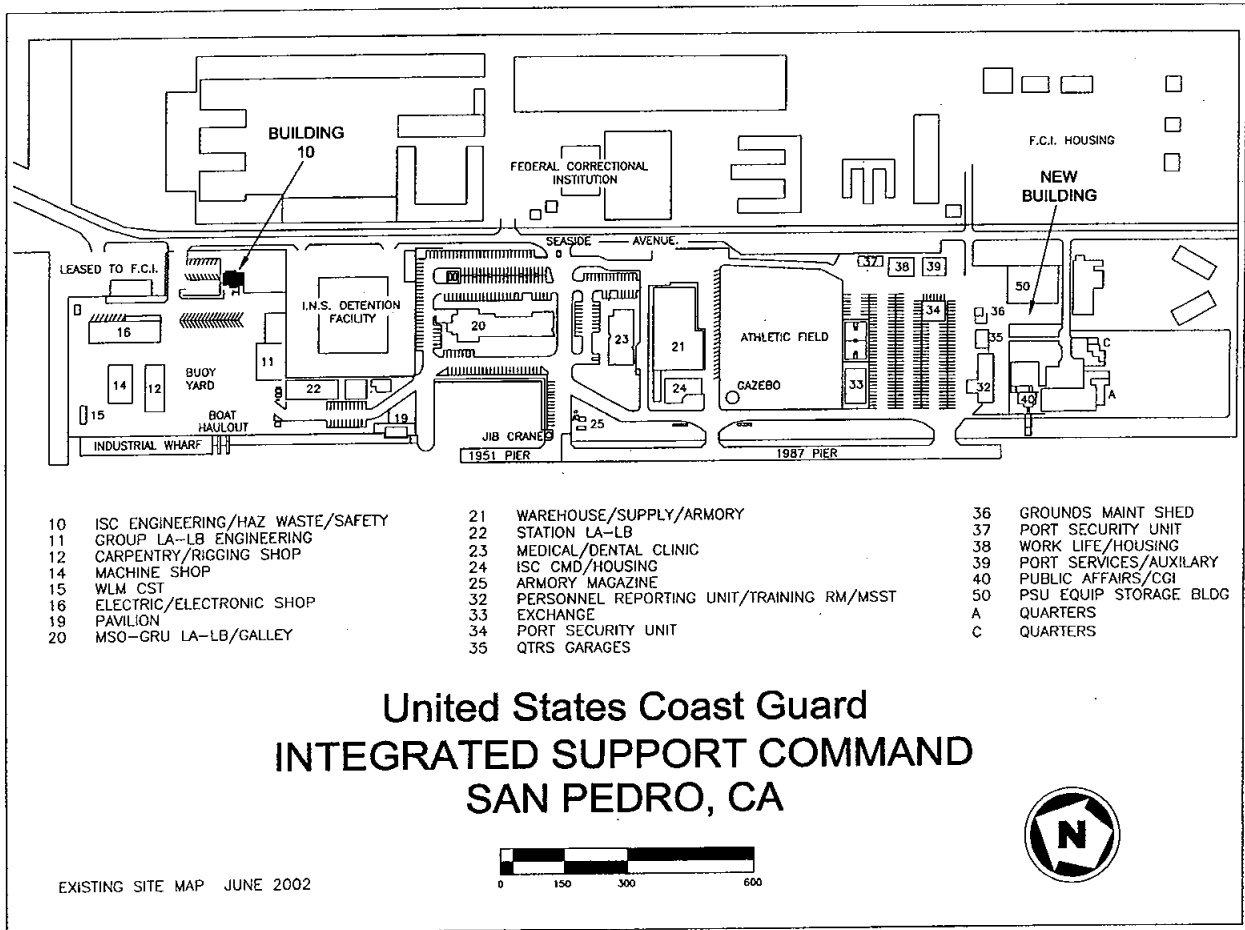 BUILDING
10
FEDERAL CORRECTIONAL
INSTITUTION
F.C.I. HOUSING
NEW
BUILDING
SEASIDE AVENUE.
LEASED TO F.C.I.
I.N.S. DETENTION
FACILITY
16
11
14
12
15
BUOY
YARD
BOAT
HAULOUT
INDUSTRIAL WHARF
22
19
20
23
21
24
25
JIB CRANE
1951 PIER
1987 PIER
ATHLETIC FIELD
GAZEBO
37
38
39
34
33
50
36
35
32
40
C
A
10 ISC ENGINEERING/HAZ WASTE/SAFETY
11 GROUP LA-LB ENGINEERING
12 CARPENTRY/RIGGING SHOP
14 MACHINE SHOP
15 WLM CST
16 ELECTRIC/ELECTRONIC SHOP
19 PAVILION
20 MSO-GRU LA-LB/GALLEY
21 WAREHOUSE/SUPPLY/ARMORY
22 STATION LA-LB
23 MEDICAL/DENTAL CLINIC
24 ISC CMD/HOUSING
25 ARMORY MAGAZINE
32 PERSONNEL REPORTING UNIT/TRAINING RM/MSST
33 EXCHANGE
34 PORT SECURITY UNIT
35 QTRS GARAGES
36 GROUNDS MAINT SHED
37 PORT SECURITY UNIT
38 WORK LIFE/HOUSING
39 PORT SERVICES/AUXILARY
40 PUBLIC AFFAIRS/CGI
50 PSU EQUIP STORAGE BLDG
A QUARTERS
C QUARTERS
United States Coast Guard
INTEGRATED SUPPORT COMMAND
SAN PEDRO, CA
N
0 150 300 600
EXISTING SITE MAP JUNE 2002